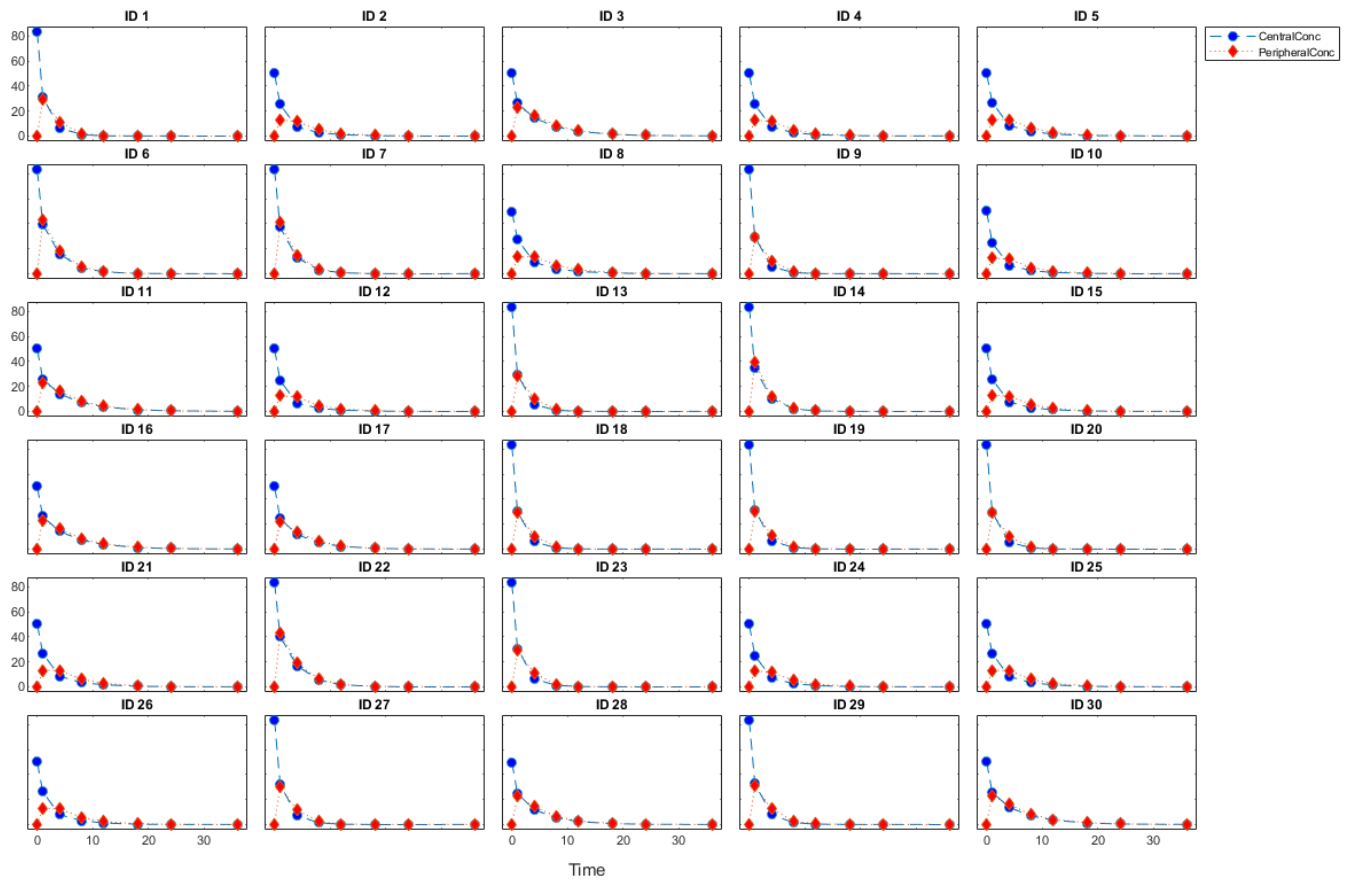 ID 1 ID 2 ID 3 ID 4 ID 5
CentralConc
PeripheralConc
80
60
40
20
0
ID 6 ID 7 ID 8 ID 9 ID 10
ID 11 ID 12 ID 13 ID 14 ID 15
80
60
40
20
0
ID 16 ID 17 ID 18 ID 19 ID 20
ID 21 ID 22 ID 23 ID 24 ID 25
80
60
40
20
0
ID 26 ID 27 ID 28 ID 29 ID 30
0 10 20 30 0 10 20 30 0 10 20 30
Time